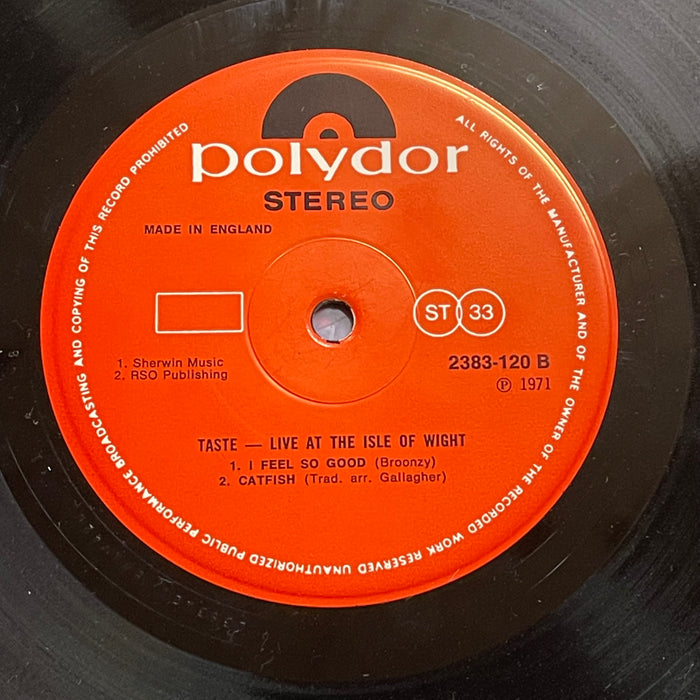 polydor
STEREO
MADE IN ENGLAND
ST 33
1. Sherwin Music
2. RSO Publishing
2383-120 B
Ⓟ 1971
TASTE — LIVE AT THE ISLE OF WIGHT
1. I FEEL SO GOOD (Broonzy)
2. CATFISH (Trad. arr. Gallagher)
ALL RIGHTS OF THE MANUFACTURER AND OF THE OWNER OF THE RECORDED WORK RESERVED UNAUTHORIZED PUBLIC PERFORMANCE BROADCASTING AND COPYING OF THIS RECORD PROHIBITED